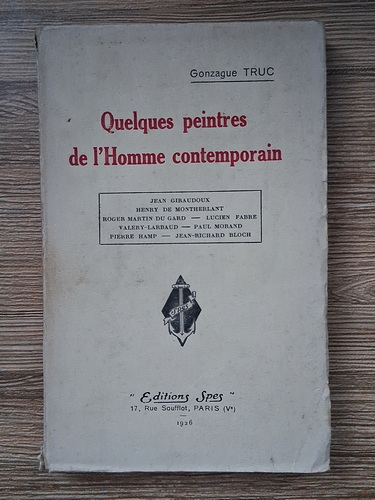 Gonzague TRUC
Quelques peintres
de l'Homme contemporain
JEAN GIRAUDOUX
HENRY DE MONTHERLANT
ROGER MARTIN DU GARD — LUCIEN FABRE
VALERY-LARBAUD — PAUL MORAND
PIERRE HAMP — JEAN-RICHARD BLOCH
" Editions Spes "
17, Rue Soufflot, PARIS (Vᵉ)
1926